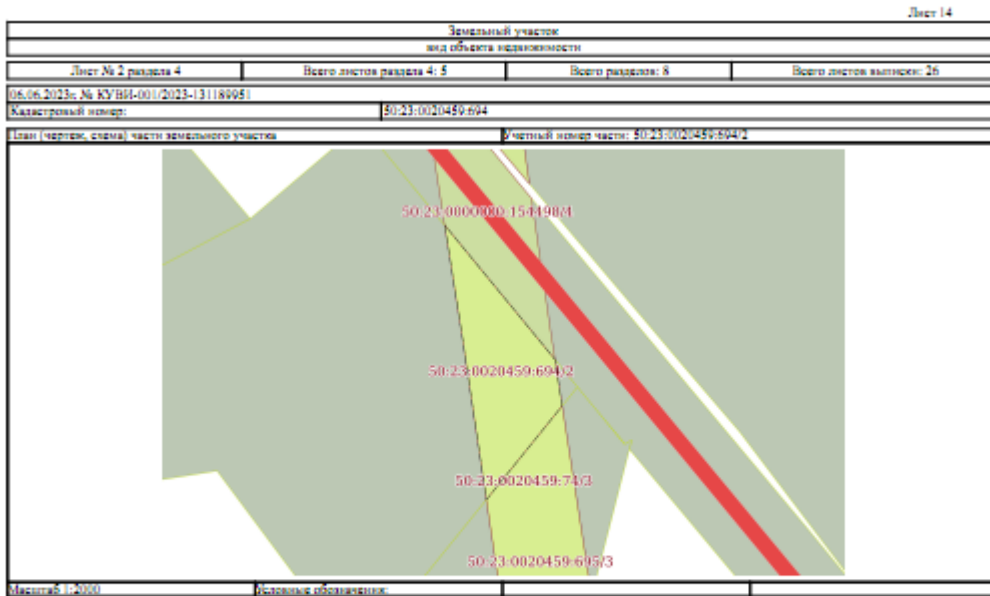 Лист 14
Земельный участок
вид объекта недвижимости
Лист № 2 раздела 4 Всего листов раздела 4: 5 Всего разделов: 8 Всего листов выписки: 26
06.06.2023г. № КУВИ-001/2023-131189951
Кадастровый номер: 50:23:0020459:694
План (чертеж, схема) части земельного участка Учетный номер части: 50:23:0020459:694/2
50:23:0000000:154498/4
50:23:0020459:694/2
50:23:0020459:74/3
50:23:0020459:695/3
Масштаб 1:2000 Условные обозначения: